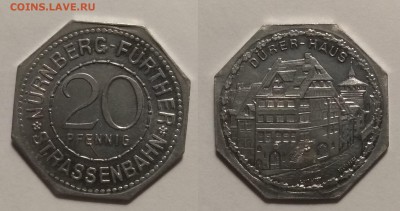 COINS.LAVE.RU
NÜRNBERG-FÜRTHER
20
PFENNIG
STRASSENBAHN
DÜRER-HAUS